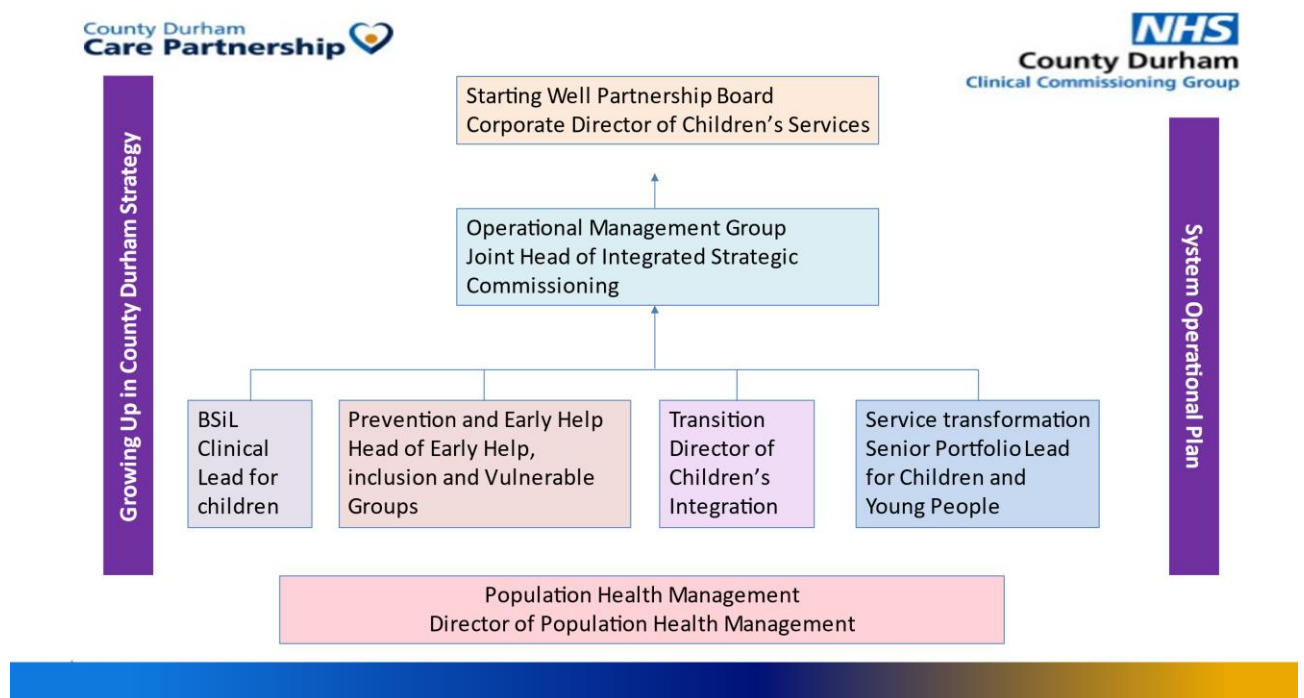 County Durham
Care Partnership
NHS
County Durham
Clinical Commissioning Group
Growing Up in County Durham Strategy
Starting Well Partnership Board
Corporate Director of Children’s Services
Operational Management Group
Joint Head of Integrated Strategic
Commissioning
BSiL
Clinical
Lead for
children
Prevention and Early Help
Head of Early Help,
inclusion and Vulnerable
Groups
Transition
Director of
Children’s
Integration
Service transformation
Senior Portfolio Lead
for Children and
Young People
System Operational Plan
Population Health Management
Director of Population Health Management